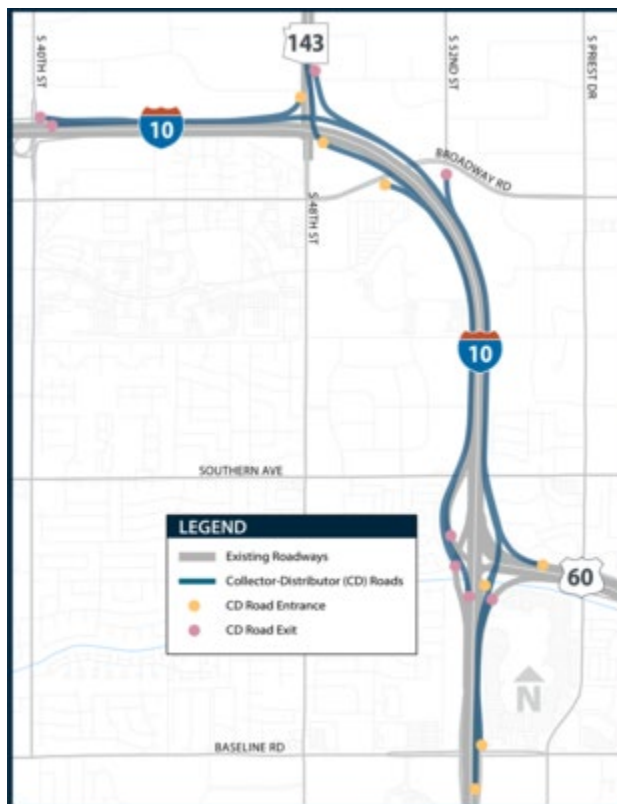 S 40TH ST
143
S 52ND ST
S PRIEST DR
10
BROADWAY RD
S 48TH ST
10
SOUTHERN AVE
LEGEND
Existing Roadways
Collector-Distributor (CD) Roads
CD Road Entrance
CD Road Exit
60
N
BASELINE RD